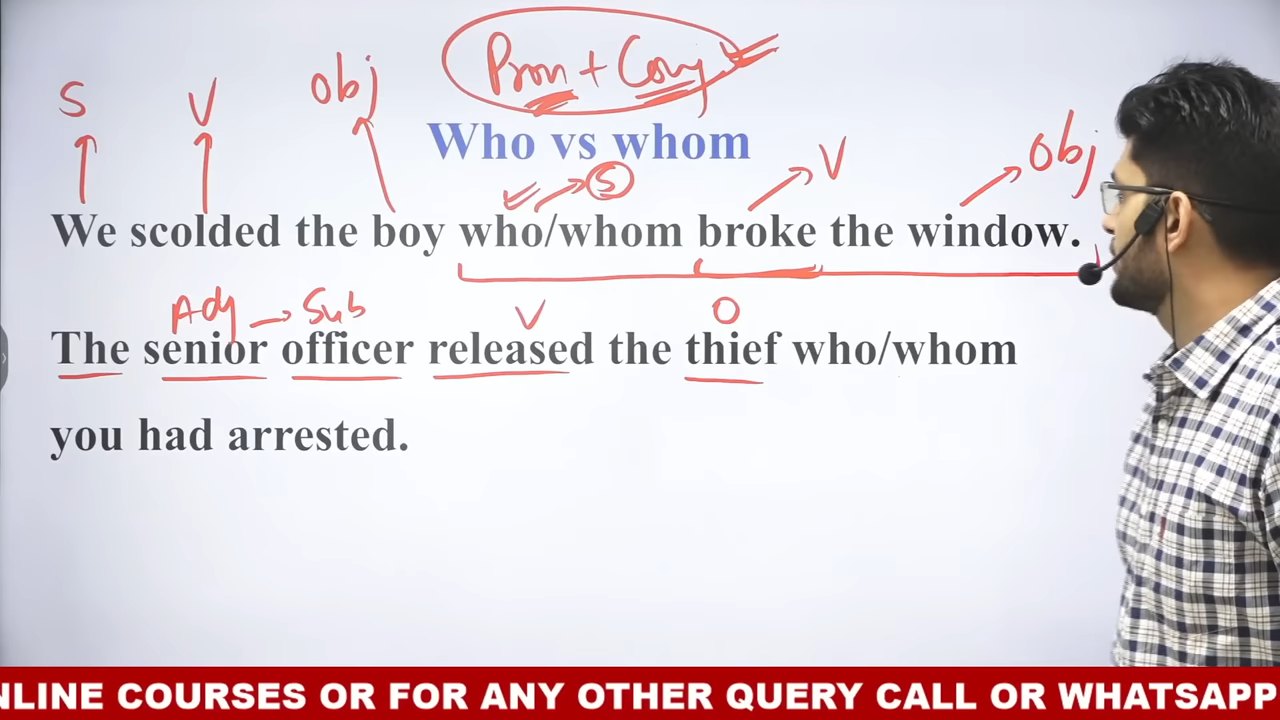 Pron + Conj
S V obj
Who vs whom
S V Obj
We scolded the boy who/whom broke the window.
Adj → Sub V O
The senior officer released the thief who/whom
you had arrested.
NLINE COURSES OR FOR ANY OTHER QUERY CALL OR WHATSAPP